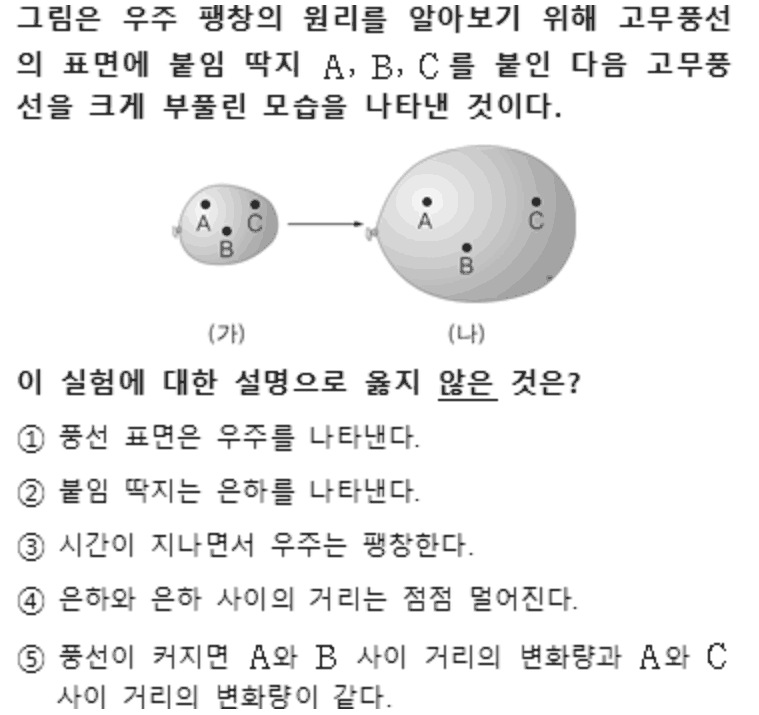 그림은 우주 팽창의 원리를 알아보기 위해 고무풍선
의 표면에 붙임 딱지 A, B, C를 붙인 다음 고무풍
선을 크게 부풀린 모습을 나타낸 것이다.
A C A C
B B
(가) (나)
이 실험에 대한 설명으로 옳지 않은 것은?
① 풍선 표면은 우주를 나타낸다.
② 붙임 딱지는 은하를 나타낸다.
③ 시간이 지나면서 우주는 팽창한다.
④ 은하와 은하 사이의 거리는 점점 멀어진다.
⑤ 풍선이 커지면 A와 B 사이 거리의 변화량과 A와 C
사이 거리의 변화량이 같다.